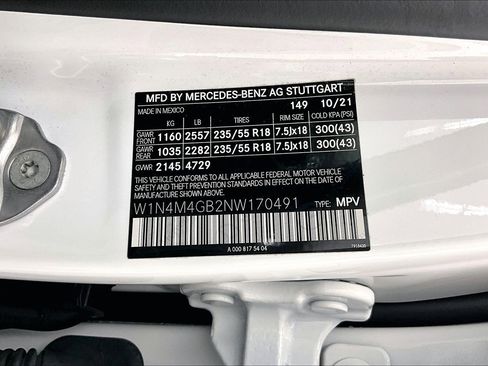 MFD BY MERCEDES-BENZ AG STUTTGART
MADE IN MEXICO 149 10/21
KG LB TIRES RIM SIZE COLD KPA(PSI)
GAWR FRONT 1160 2557 235/55 R18 7.5Jx18 300(43)
GAWR REAR 1035 2282 235/55 R18 7.5Jx18 300(43)
GVWR 2145 4729
THIS VEHICLE CONFORMS TO ALL APPLICABLE FEDERAL MOTOR VEHICLE
SAFETY, BUMPER, AND THEFT PREVENTION STANDARDS IN EFFECT ON THE DATE OF
MANUFACTURE SHOWN ABOVE.
W1N4M4GB2NW170491 TYPE: MPV
A 000 817 54 04